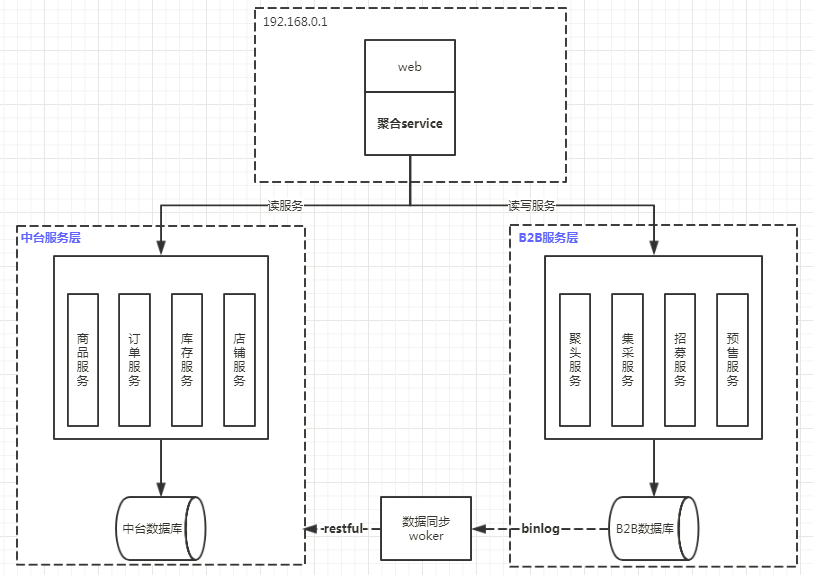 192.168.0.1
web
聚合service
读服务
读写服务
中台服务层
B2B服务层
商品服务
订单服务
库存服务
店铺服务
聚头服务
集采服务
招募服务
预售服务
中台数据库
restful
数据同步
woker
binlog
B2B数据库